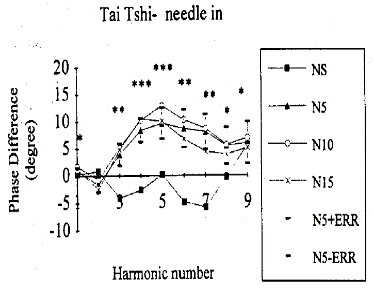 Tai Tshi- needle in
***
*** **
** **
* * *
20
15
10
5
0
-5
-10
3 5 7 9
Phase Difference
(degree)
Harmonic number
NS
N5
N10
N15
N5+ERR
N5-ERR